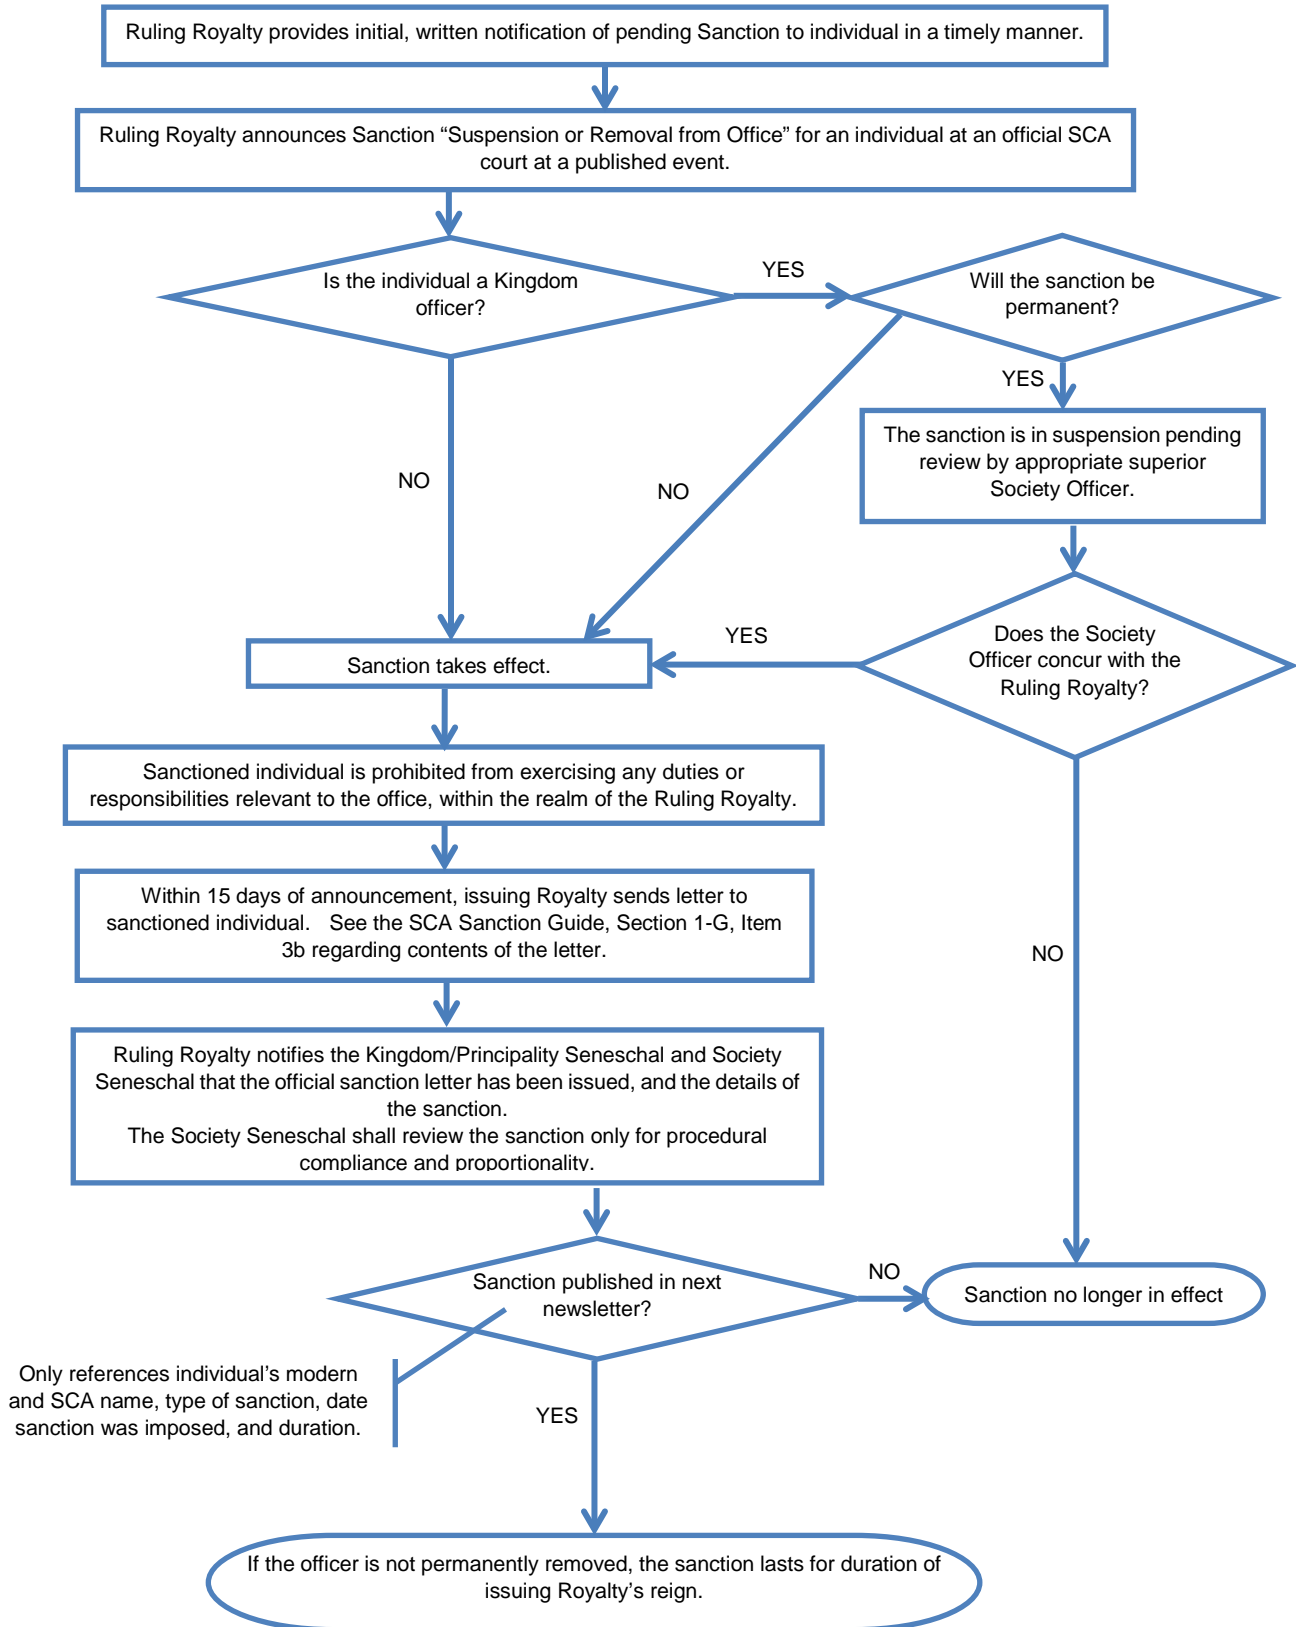 Ruling Royalty provides initial, written notification of pending Sanction to individual in a timely manner.
Ruling Royalty announces Sanction “Suspension or Removal from Office” for an individual at an official SCA
court at a published event.
Is the individual a Kingdom
officer?
YES
Will the sanction be
permanent?
YES
The sanction is in suspension pending
review by appropriate superior
Society Officer.
NO
NO
Does the Society
Officer concur with the
Ruling Royalty?
YES
Sanction takes effect.
Sanctioned individual is prohibited from exercising any duties or
responsibilities relevant to the office, within the realm of the Ruling Royalty.
Within 15 days of announcement, issuing Royalty sends letter to
sanctioned individual.   See the SCA Sanction Guide, Section 1-G, Item
3b regarding contents of the letter.
NO
Ruling Royalty notifies the Kingdom/Principality Seneschal and Society
Seneschal that the official sanction letter has been issued, and the details of
the sanction.
The Society Seneschal shall review the sanction only for procedural
compliance and proportionality.
Sanction published in next
newsletter?
NO
Sanction no longer in effect
Only references individual’s modern
and SCA name, type of sanction, date
sanction was imposed, and duration.
YES
If the officer is not permanently removed, the sanction lasts for duration of
issuing Royalty’s reign.